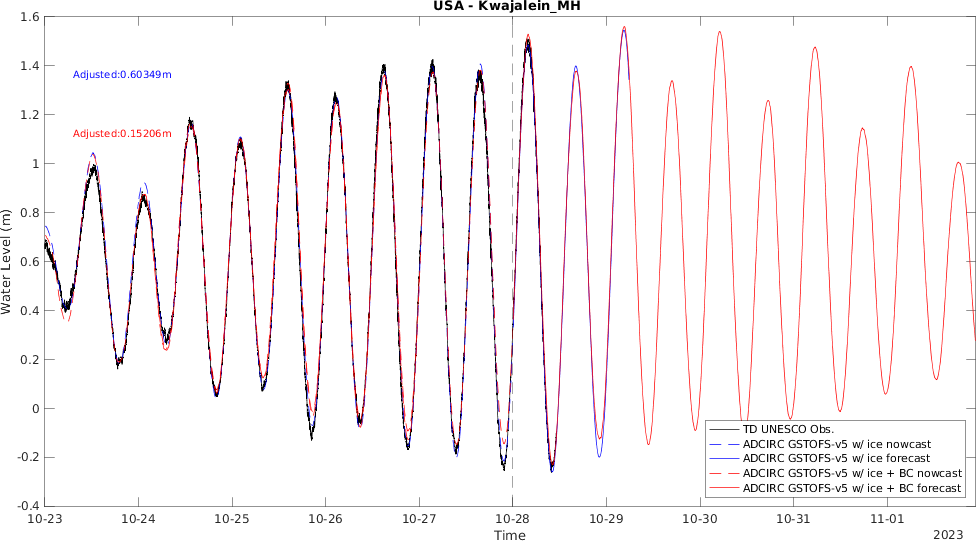 USA - Kwajalein_MH
1.6
1.4
1.2
1
0.8
0.6
0.4
0.2
0
-0.2
-0.4
Water Level (m)
Adjusted:0.60349m
Adjusted:0.15206m
TD UNESCO Obs.
ADCIRC GSTOFS-v5 w/ ice nowcast
ADCIRC GSTOFS-v5 w/ ice forecast
ADCIRC GSTOFS-v5 w/ ice + BC nowcast
ADCIRC GSTOFS-v5 w/ ice + BC forecast
10-23 10-24 10-25 10-26 10-27 10-28 10-29 10-30 10-31 11-01
Time
2023